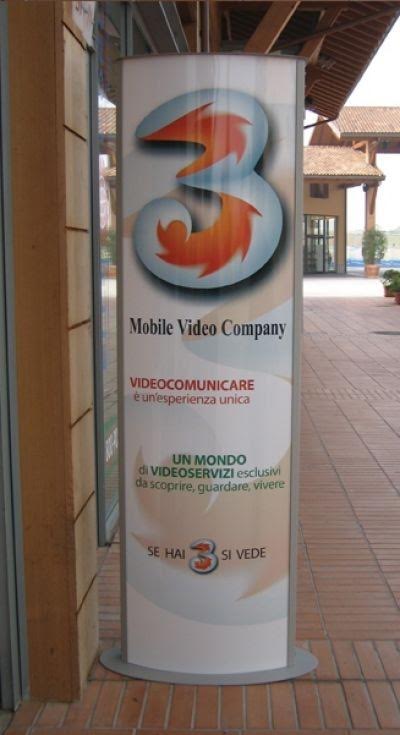 3
Mobile Video Company
VIDEOCOMUNICARE
è un'esperienza unica
UN MONDO
di VIDEOSERVIZI esclusivi
da scoprire, guardare, vivere
SE HAI 3 SI VEDE